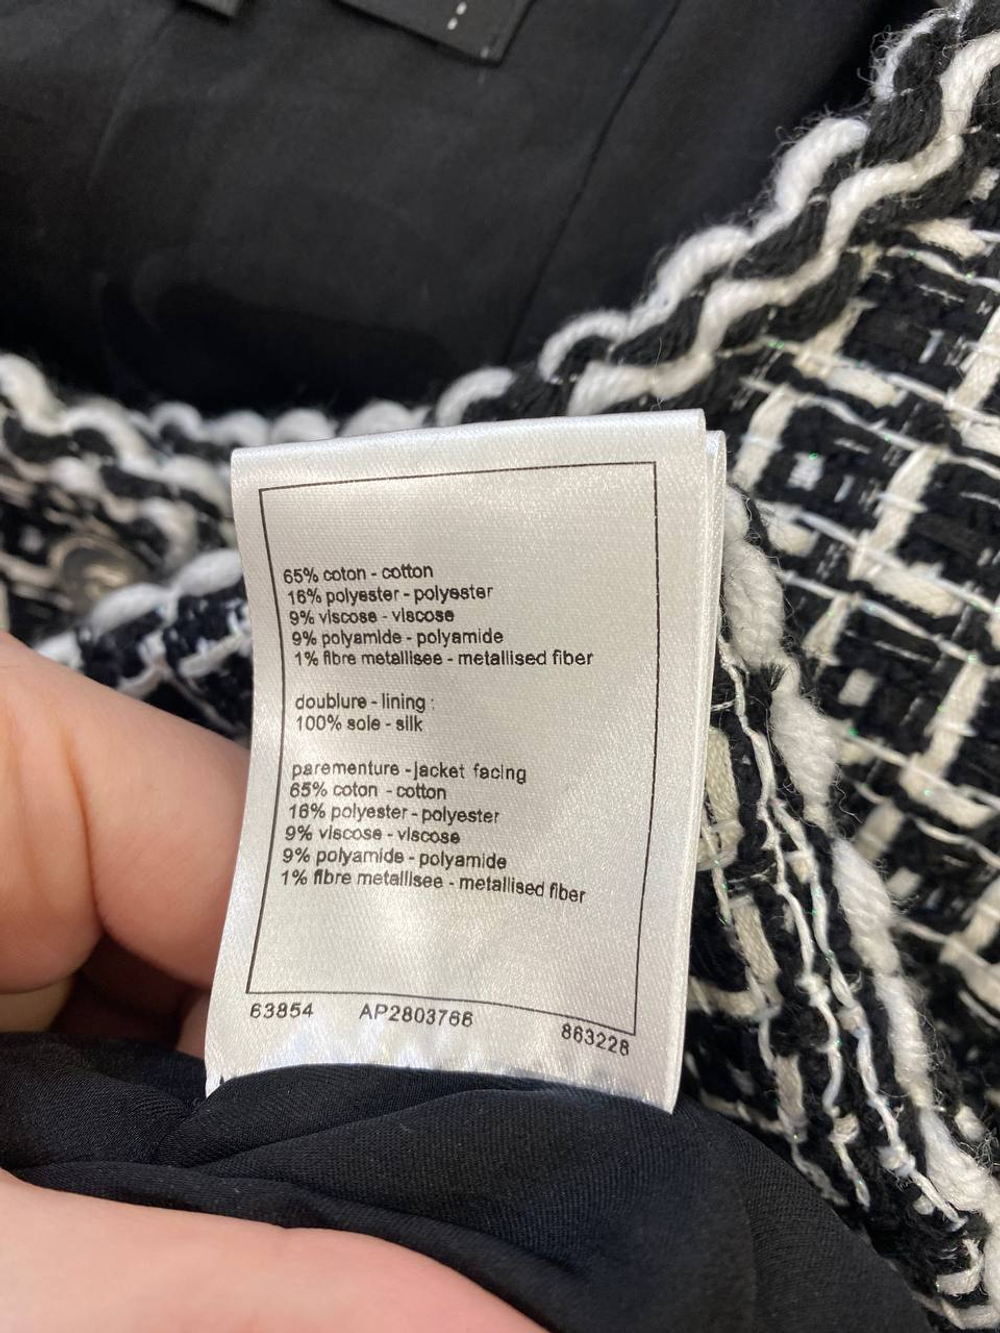 65% coton - cotton
16% polyester - polyester
9% viscose - viscose
9% polyamide - polyamide
1% fibre metallisee - metallised fiber
doublure - lining :
100% soie - silk
parementure - jacket facing
65% coton - cotton
16% polyester - polyester
9% viscose - viscose
9% polyamide - polyamide
1% fibre metallisee - metallised fiber
63854 AP2803766 863228